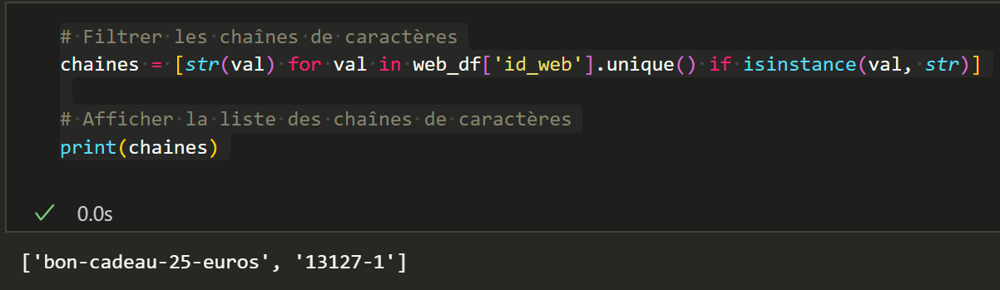 # Filtrer les chaînes de caractères
chaines = [str(val) for val in web_df['id_web'].unique() if isinstance(val, str)]
# Afficher la liste des chaînes de caractères
print(chaines)
0.0s
['bon-cadeau-25-euros', '13127-1']